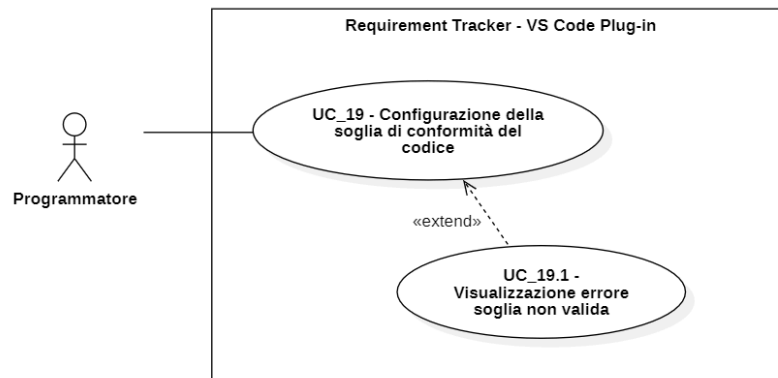 Requirement Tracker - VS Code Plug-in
UC_19 - Configurazione della
soglia di conformità del
codice
Programmatore
«extend»
UC_19.1 -
Visualizzazione errore
soglia non valida